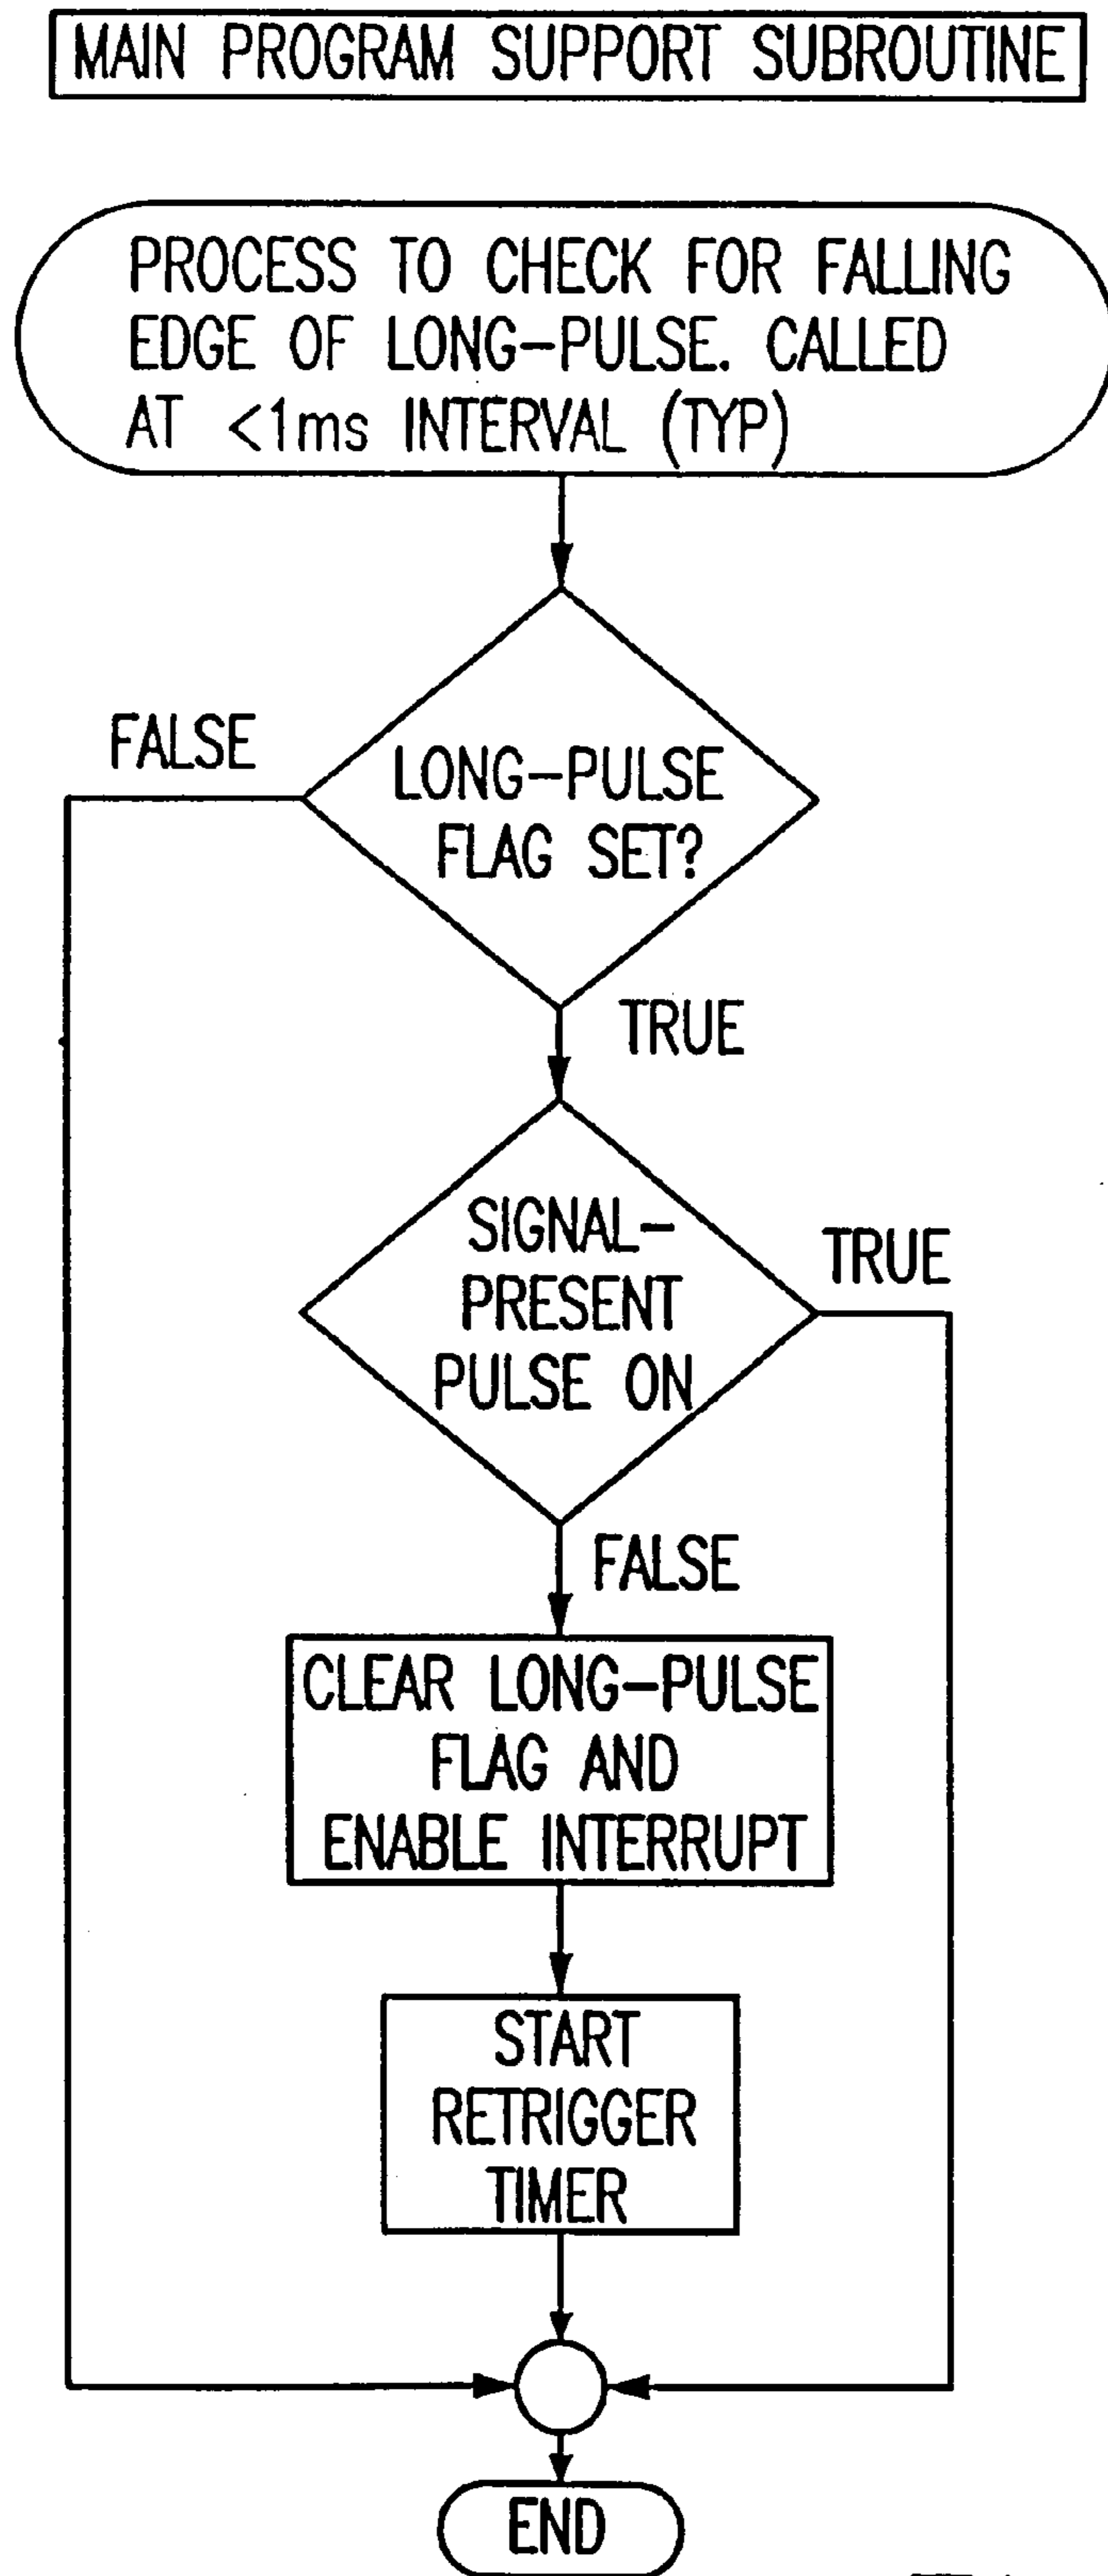 MAIN PROGRAM SUPPORT SUBROUTINE
PROCESS TO CHECK FOR FALLING
EDGE OF LONG-PULSE. CALLED
AT <1ms INTERVAL (TYP)
FALSE
LONG-PULSE
FLAG SET?
TRUE
SIGNAL-
PRESENT
PULSE ON
TRUE
FALSE
CLEAR LONG-PULSE
FLAG AND
ENABLE INTERRUPT
START
RETRIGGER
TIMER
END